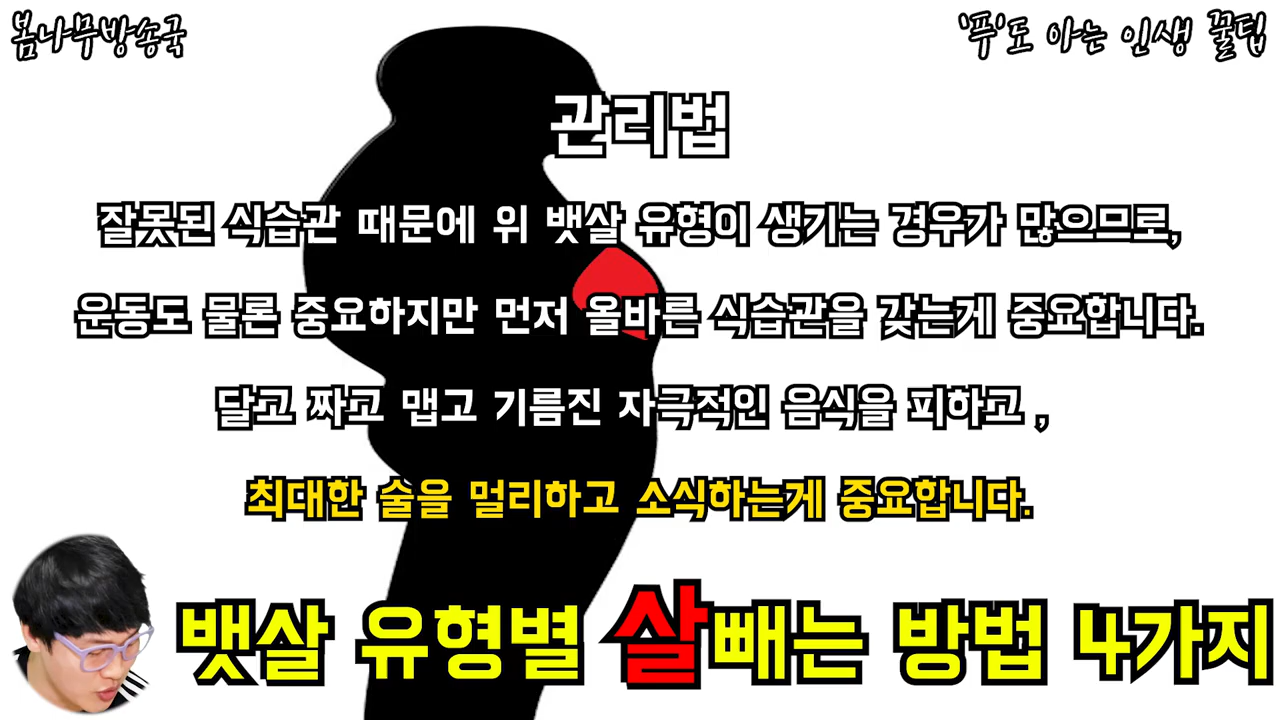 봄나무방송국
'푸'도 아는 인생 꿀팁
관리법
잘못된 식습관 때문에 위 뱃살 유형이 생기는 경우가 많으므로,
운동도 물론 중요하지만 먼저 올바른 식습관을 갖는게 중요합니다.
달고 짜고 맵고 기름진 자극적인 음식을 피하고 ,
최대한 술을 멀리하고 소식하는게 중요합니다.
뱃살 유형별 살빼는 방법 4가지